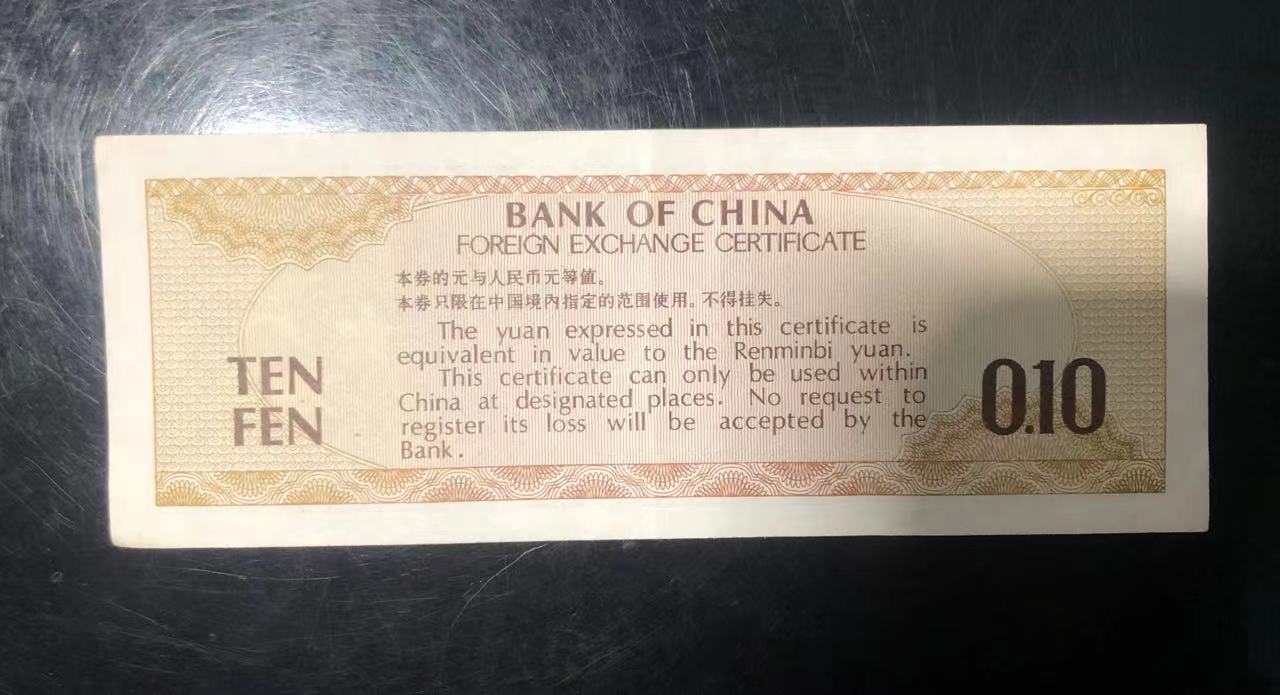 BANK OF CHINA
FOREIGN EXCHANGE CERTIFICATE
本券的元与人民币元等值。
本券只限在中国境内指定的范围使用。不得挂失。
The yuan expressed in this certificate is
equivalent in value to the Renminbi yuan.
This certificate can only be used within
China at designated places. No request to
register its loss will be accepted by the
Bank.
TEN
FEN
0.10